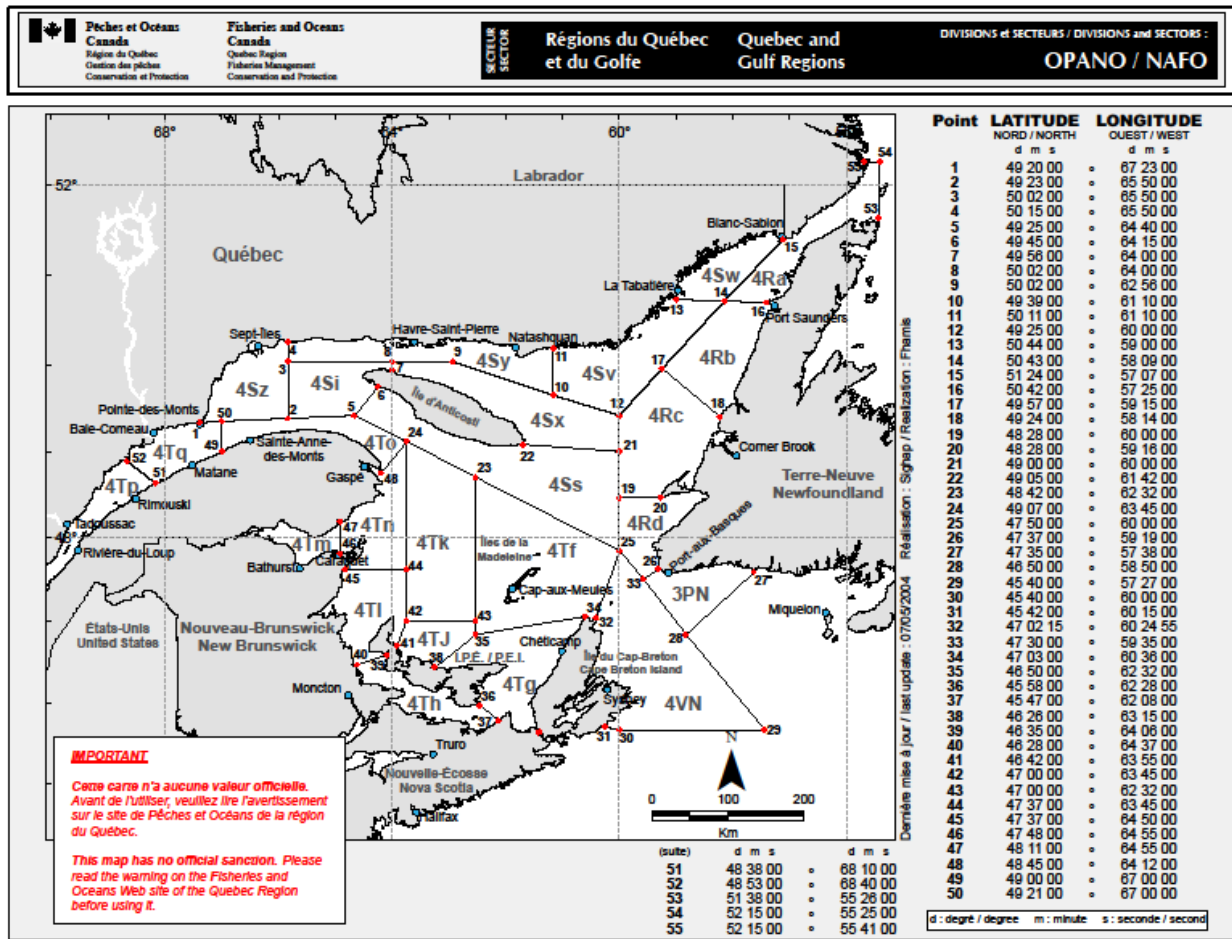 Pêches et Océans
Canada
Région du Québec
Gestion des pêches
Conservation et Protection
Fisheries and Oceans
Canada
Quebec Region
Fisheries Management
Conservation and Protection
SECTEUR
SECTOR
Régions du Québec
et du Golfe
Quebec and
Gulf Regions
DIVISIONS et SECTEURS / DIVISIONS and SECTORS :
OPANO / NAFO
68°
60°
52°
Labrador
Québec
Blanc-Sablon
La Tabatière
Port Saunders
Sept-Îles
Havre-Saint-Pierre
Natashquan
Île d'Anticosti
Pointe-des-Monts
Baie-Comeau
Sainte-Anne-
des-Monts
Matane
Gaspé
Rimouski
Tadoussac
Rivière-du-Loup
Corner Brook
Terre-Neuve
Newfoundland
Port-aux-Basques
Îles de la
Madeleine
Cap-aux-Meules
Bathurst
Caraquet
Miquelon
États-Unis
United States
Nouveau-Brunswick
New Brunswick
Chéticamp
Î.P.É. / P.E.I.
Île du Cap-Breton
Cape Breton Island
Sydney
Moncton
Truro
Nouvelle-Écosse
Nova Scotia
Halifax
4Sw
4Ra
4Rb
4Sy
4Sv
4Sz
4Si
4Sx
4Rc
4Tq
4To
4Tp
4Ss
4Rd
4Tn
4Tm
4Tk
4Tf
3PN
4Tl
4TJ
4Tg
4Th
4VN
N
0 100 200
Km
IMPORTANT
Cette carte n'a aucune valeur officielle.
Avant de l'utiliser, veuillez lire l'avertissement
sur le site de Pêches et Océans de la région
du Québec.
This map has no official sanction. Please
read the warning on the Fisheries and
Oceans Web site of the Quebec Region
before using it.
Dernière mise à jour / last update : 07/05/2004 Réalisation : Sighap / Realization : Fhamis
Point LATITUDE LONGITUDE
NORD / NORTH OUEST / WEST
d m s d m s
1 49 20 00 ° 67 23 00
2 49 23 00 ° 65 50 00
3 50 02 00 ° 65 50 00
4 50 15 00 ° 65 50 00
5 49 25 00 ° 64 40 00
6 49 45 00 ° 64 15 00
7 49 56 00 ° 64 00 00
8 50 02 00 ° 64 00 00
9 50 02 00 ° 62 56 00
10 49 39 00 ° 61 10 00
11 50 11 00 ° 61 10 00
12 49 25 00 ° 60 00 00
13 50 44 00 ° 59 00 00
14 50 43 00 ° 58 09 00
15 51 24 00 ° 57 07 00
16 50 42 00 ° 57 25 00
17 49 57 00 ° 59 15 00
18 49 24 00 ° 58 14 00
19 48 28 00 ° 60 00 00
20 48 28 00 ° 59 16 00
21 49 00 00 ° 60 00 00
22 49 05 00 ° 61 42 00
23 48 42 00 ° 62 32 00
24 49 07 00 ° 63 45 00
25 47 50 00 ° 60 00 00
26 47 37 00 ° 59 19 00
27 47 35 00 ° 57 38 00
28 46 50 00 ° 58 50 00
29 45 40 00 ° 57 27 00
30 45 40 00 ° 60 00 00
31 45 42 00 ° 60 15 00
32 47 02 15 ° 60 24 55
33 47 30 00 ° 59 35 00
34 47 03 00 ° 60 36 00
35 46 50 00 ° 62 32 00
36 45 58 00 ° 62 28 00
37 45 47 00 ° 62 08 00
38 46 26 00 ° 63 15 00
39 46 35 00 ° 64 06 00
40 46 28 00 ° 64 37 00
41 46 42 00 ° 63 55 00
42 47 00 00 ° 63 45 00
43 47 00 00 ° 62 32 00
44 47 37 00 ° 63 45 00
45 47 37 00 ° 64 50 00
46 47 48 00 ° 64 55 00
47 48 11 00 ° 64 55 00
48 48 45 00 ° 64 12 00
49 49 00 00 ° 67 00 00
50 49 21 00 ° 67 00 00
(suite) d m s d m s
51 48 38 00 ° 68 10 00
52 48 53 00 ° 68 40 00
53 51 38 00 ° 55 26 00
54 52 15 00 ° 55 25 00
55 52 15 00 ° 55 41 00
d : degré / degree m : minute s : seconde / second